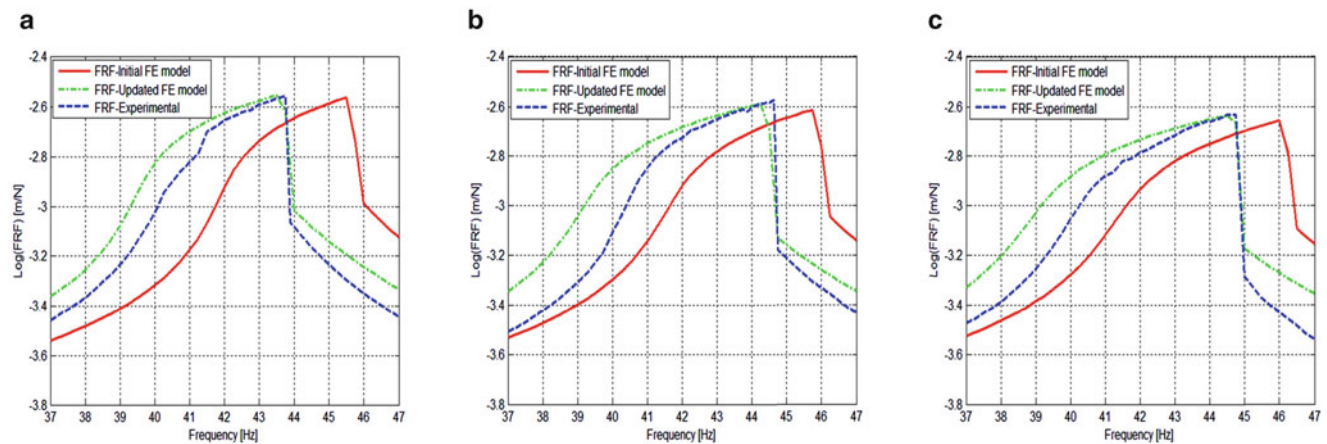 a
-2.4
-2.6
-2.8
-3
-3.2
-3.4
-3.6
-3.8
Log(FRF) [m/N]
FRF-Initial FE model
FRF-Updated FE model
FRF-Experimental
37 38 39 40 41 42 43 44 45 46 47
Frequency [Hz]
b
-2.4
-2.6
-2.8
-3
-3.2
-3.4
-3.6
-3.8
Log(FRF) [m/N]
FRF-Initial FE model
FRF-Updated FE model
FRF-Experimental
37 38 39 40 41 42 43 44 45 46 47
Frequency [Hz]
c
-2.4
-2.6
-2.8
-3
-3.2
-3.4
-3.6
-3.8
Log(FRF) [m/N]
FRF-Initial FE model
FRF-Updated FE model
FRF-Experimental
37 38 39 40 41 42 43 44 45 46 47
Frequency [Hz]